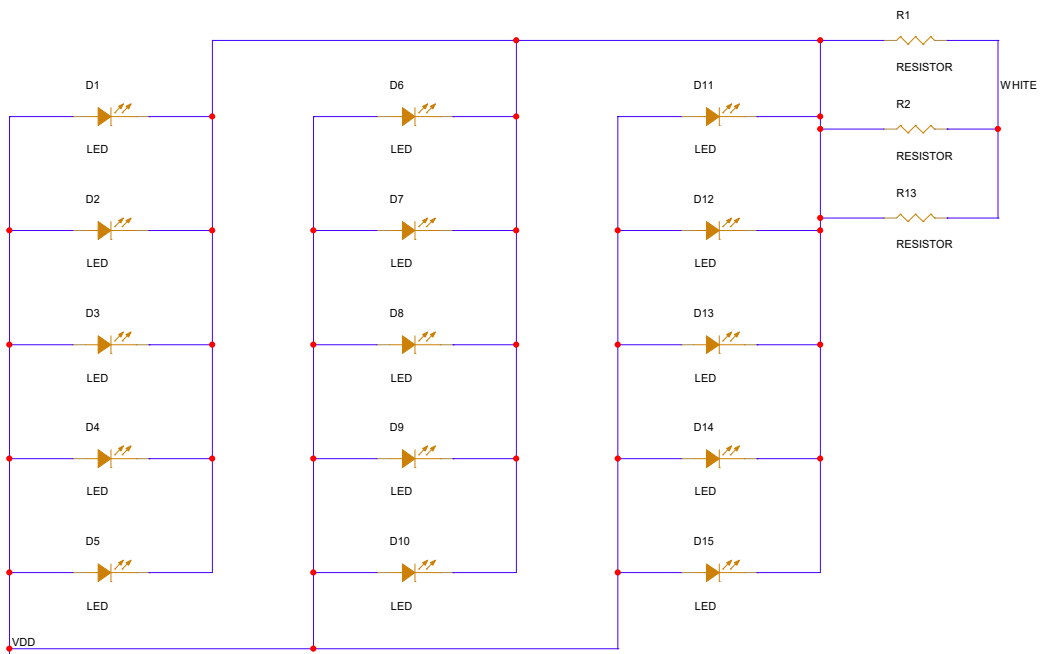 R1
RESISTOR
WHITE
D1
D6
D11
R2
LED
LED
LED
RESISTOR
D2
D7
D12
R13
LED
LED
LED
RESISTOR
D3
D8
D13
LED
LED
LED
D4
D9
D14
LED
LED
LED
D5
D10
D15
LED
LED
LED
VDD